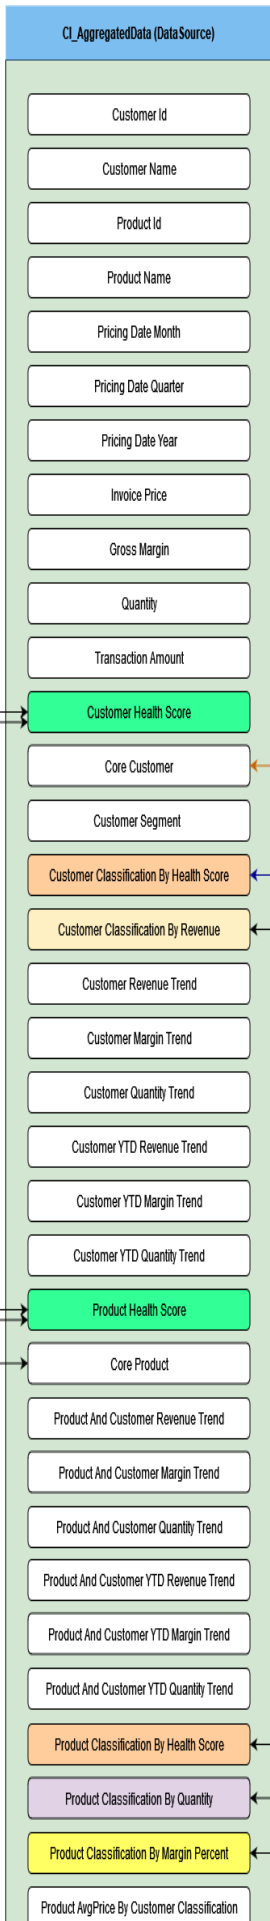 CI_AggregatedData (DataSource)
Customer Id
Customer Name
Product Id
Product Name
Pricing Date Month
Pricing Date Quarter
Pricing Date Year
Invoice Price
Gross Margin
Quantity
Transaction Amount
Customer Health Score
Core Customer
Customer Segment
Customer Classification By Health Score
Customer Classification By Revenue
Customer Revenue Trend
Customer Margin Trend
Customer Quantity Trend
Customer YTD Revenue Trend
Customer YTD Margin Trend
Customer YTD Quantity Trend
Product Health Score
Core Product
Product And Customer Revenue Trend
Product And Customer Margin Trend
Product And Customer Quantity Trend
Product And Customer YTD Revenue Trend
Product And Customer YTD Margin Trend
Product And Customer YTD Quantity Trend
Product Classification By Health Score
Product Classification By Quantity
Product Classification By Margin Percent
Product AvgPrice By Customer Classification